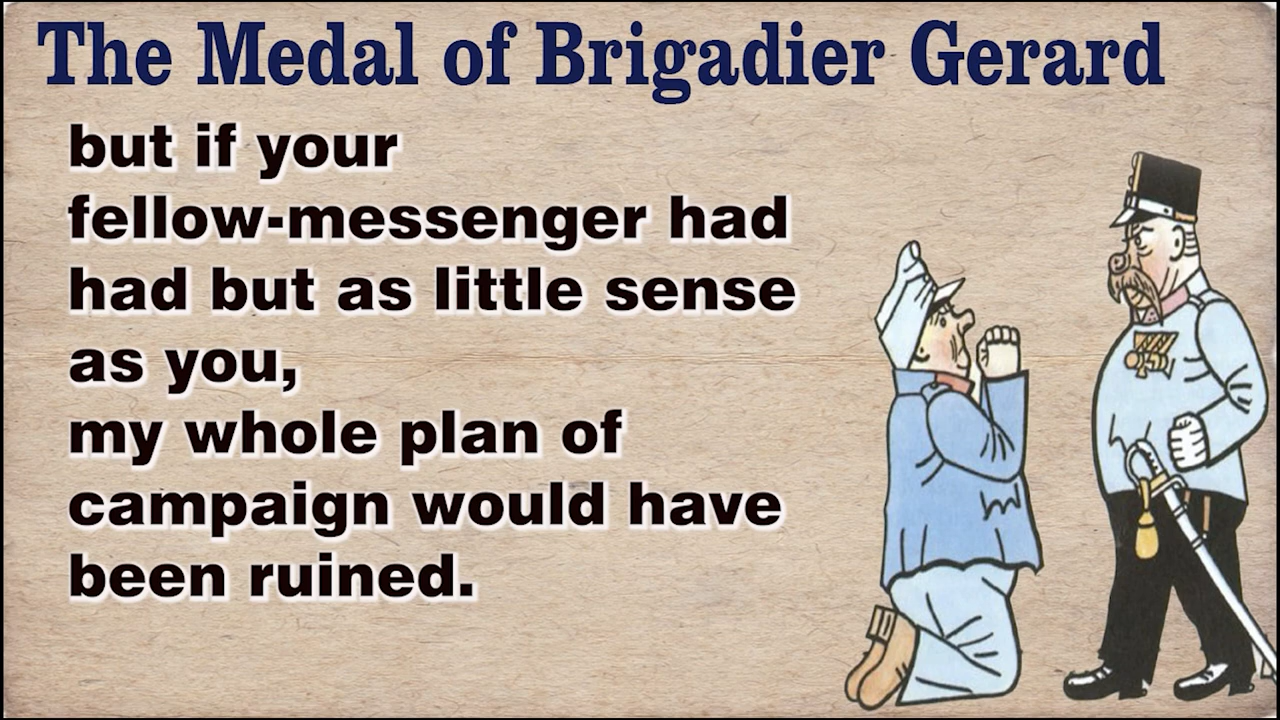 The Medal of Brigadier Gerard
but if your
fellow-messenger had
had but as little sense
as you,
my whole plan of
campaign would have
been ruined.